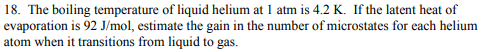 18. The boiling temperature of liquid helium at 1 atm is 4.2 K. If the latent heat of
evaporation is 92 J/mol, estimate the gain in the number of microstates for each helium
atom when it transitions from liquid to gas.